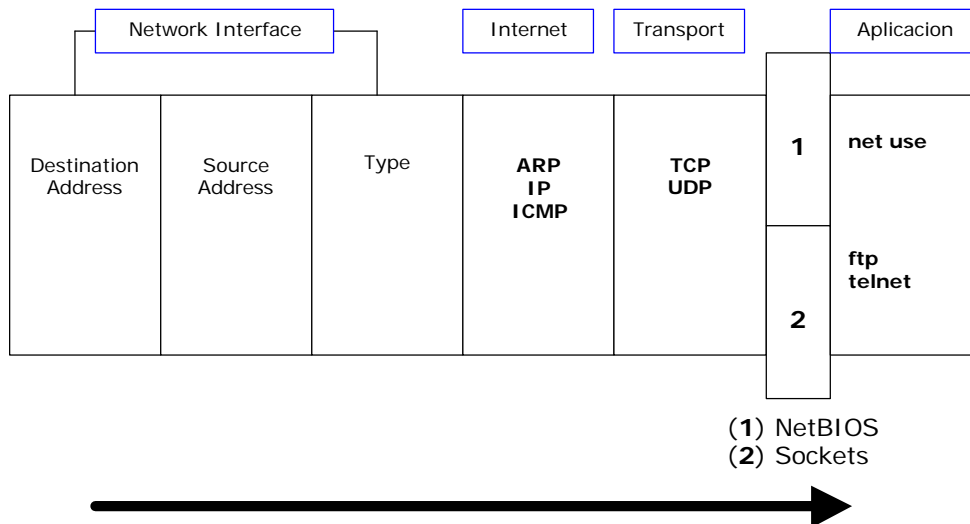 Network Interface
Internet
Transport
Aplicacion
Destination
Address
Source
Address
Type
ARP
IP
ICMP
TCP
UDP
1
net use
ftp
telnet
2
(1) NetBIOS
(2) Sockets